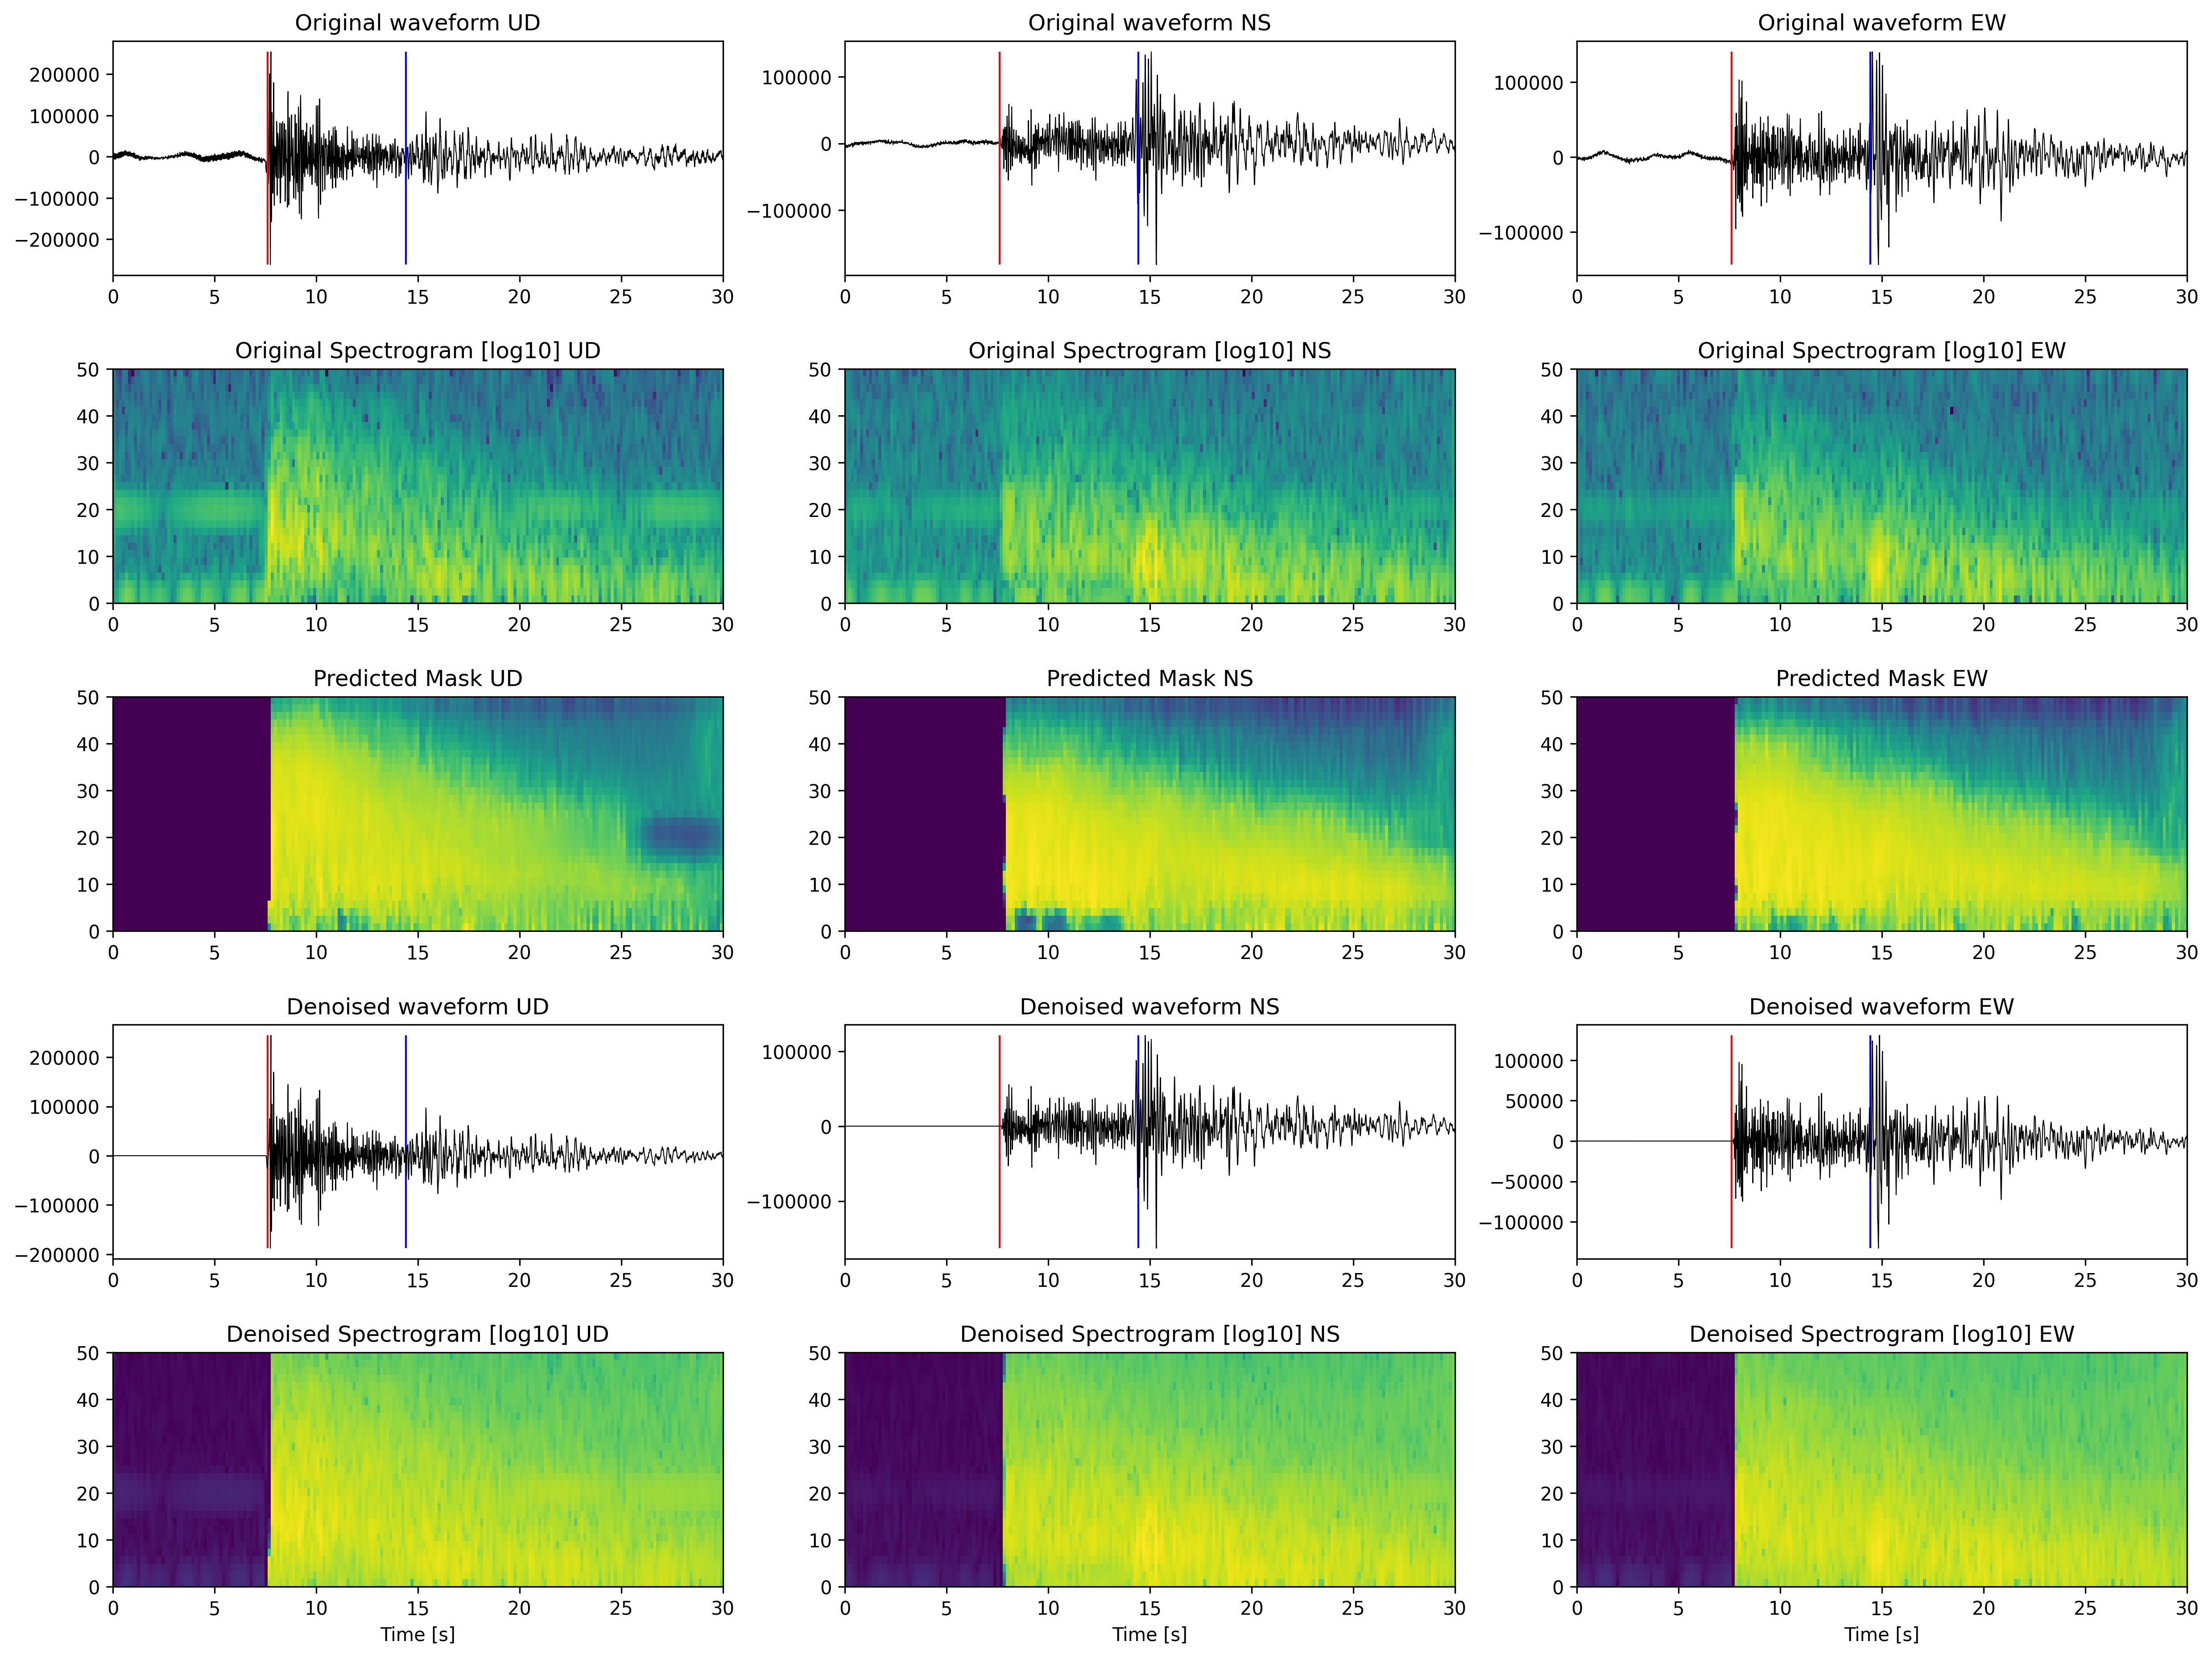 Original waveform UD
Original waveform NS
Original waveform EW
200000
100000
0
−100000
−200000
0 5 10 15 20 25 30
100000
0
−100000
0 5 10 15 20 25 30
100000
0
−100000
0 5 10 15 20 25 30
Original Spectrogram [log10] UD
Original Spectrogram [log10] NS
Original Spectrogram [log10] EW
50
40
30
20
10
0
0 5 10 15 20 25 30
50
40
30
20
10
0
0 5 10 15 20 25 30
50
40
30
20
10
0
0 5 10 15 20 25 30
Predicted Mask UD
Predicted Mask NS
Predicted Mask EW
50
40
30
20
10
0
0 5 10 15 20 25 30
50
40
30
20
10
0
0 5 10 15 20 25 30
50
40
30
20
10
0
0 5 10 15 20 25 30
Denoised waveform UD
Denoised waveform NS
Denoised waveform EW
200000
100000
0
−100000
−200000
0 5 10 15 20 25 30
100000
0
−100000
0 5 10 15 20 25 30
100000
50000
0
−50000
−100000
0 5 10 15 20 25 30
Denoised Spectrogram [log10] UD
Denoised Spectrogram [log10] NS
Denoised Spectrogram [log10] EW
50
40
30
20
10
0
0 5 10 15 20 25 30
Time [s]
50
40
30
20
10
0
0 5 10 15 20 25 30
Time [s]
50
40
30
20
10
0
0 5 10 15 20 25 30
Time [s]